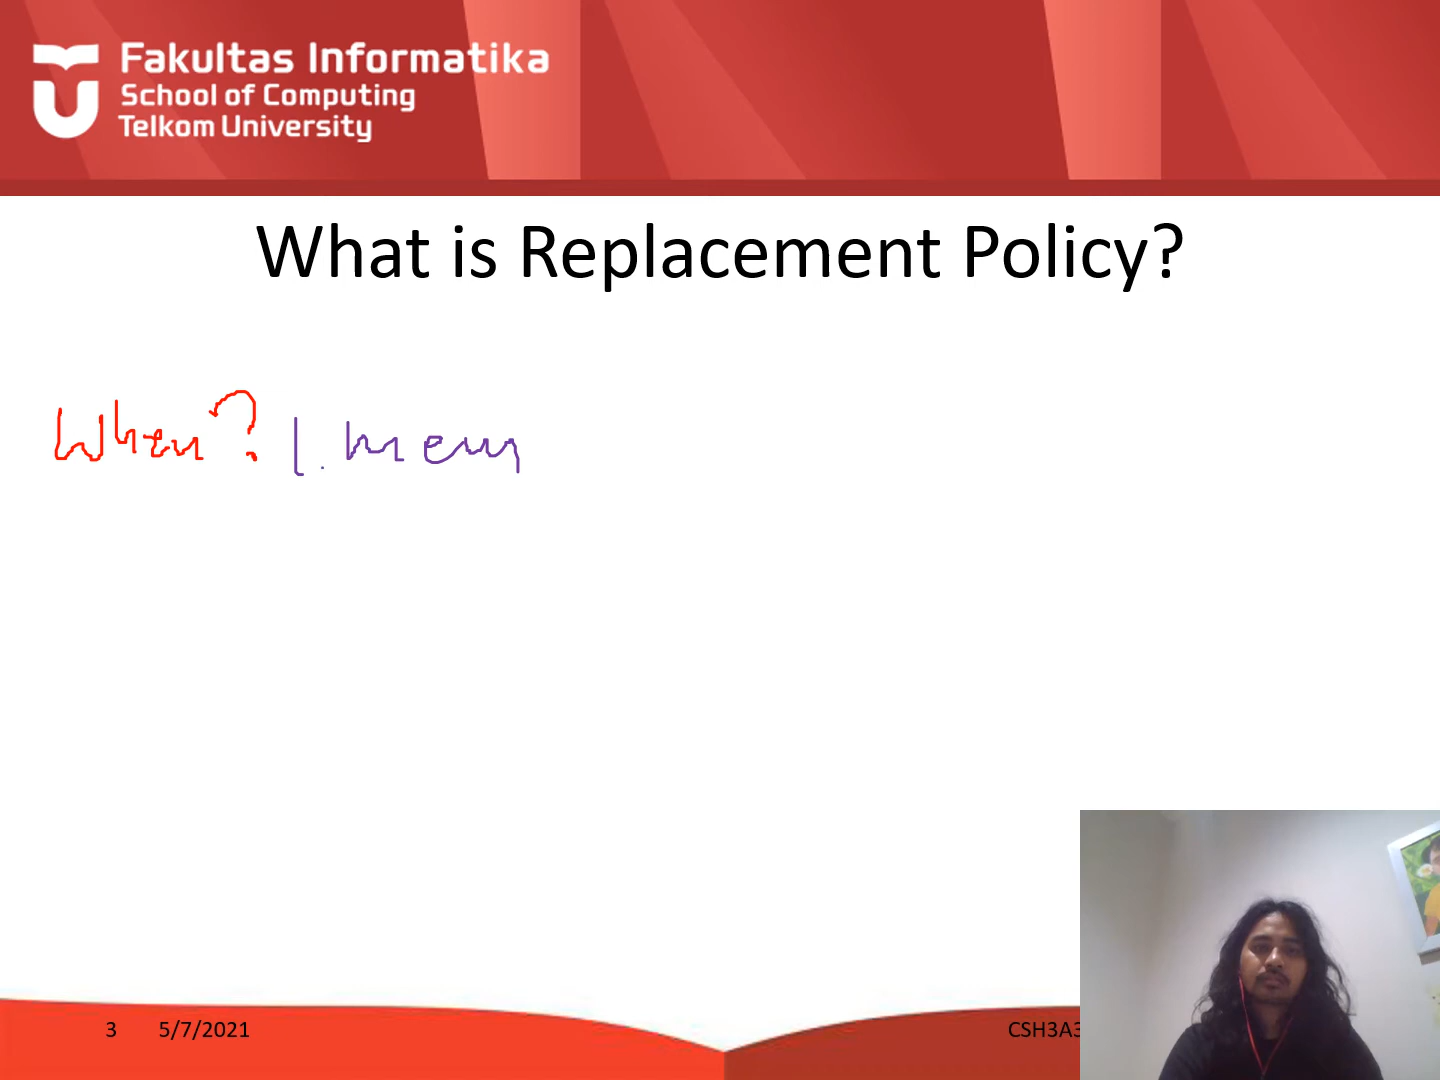 Fakultas Informatika
School of Computing
Telkom University
What is Replacement Policy?
When? 1. mem
3 5/7/2021 CSH3A3